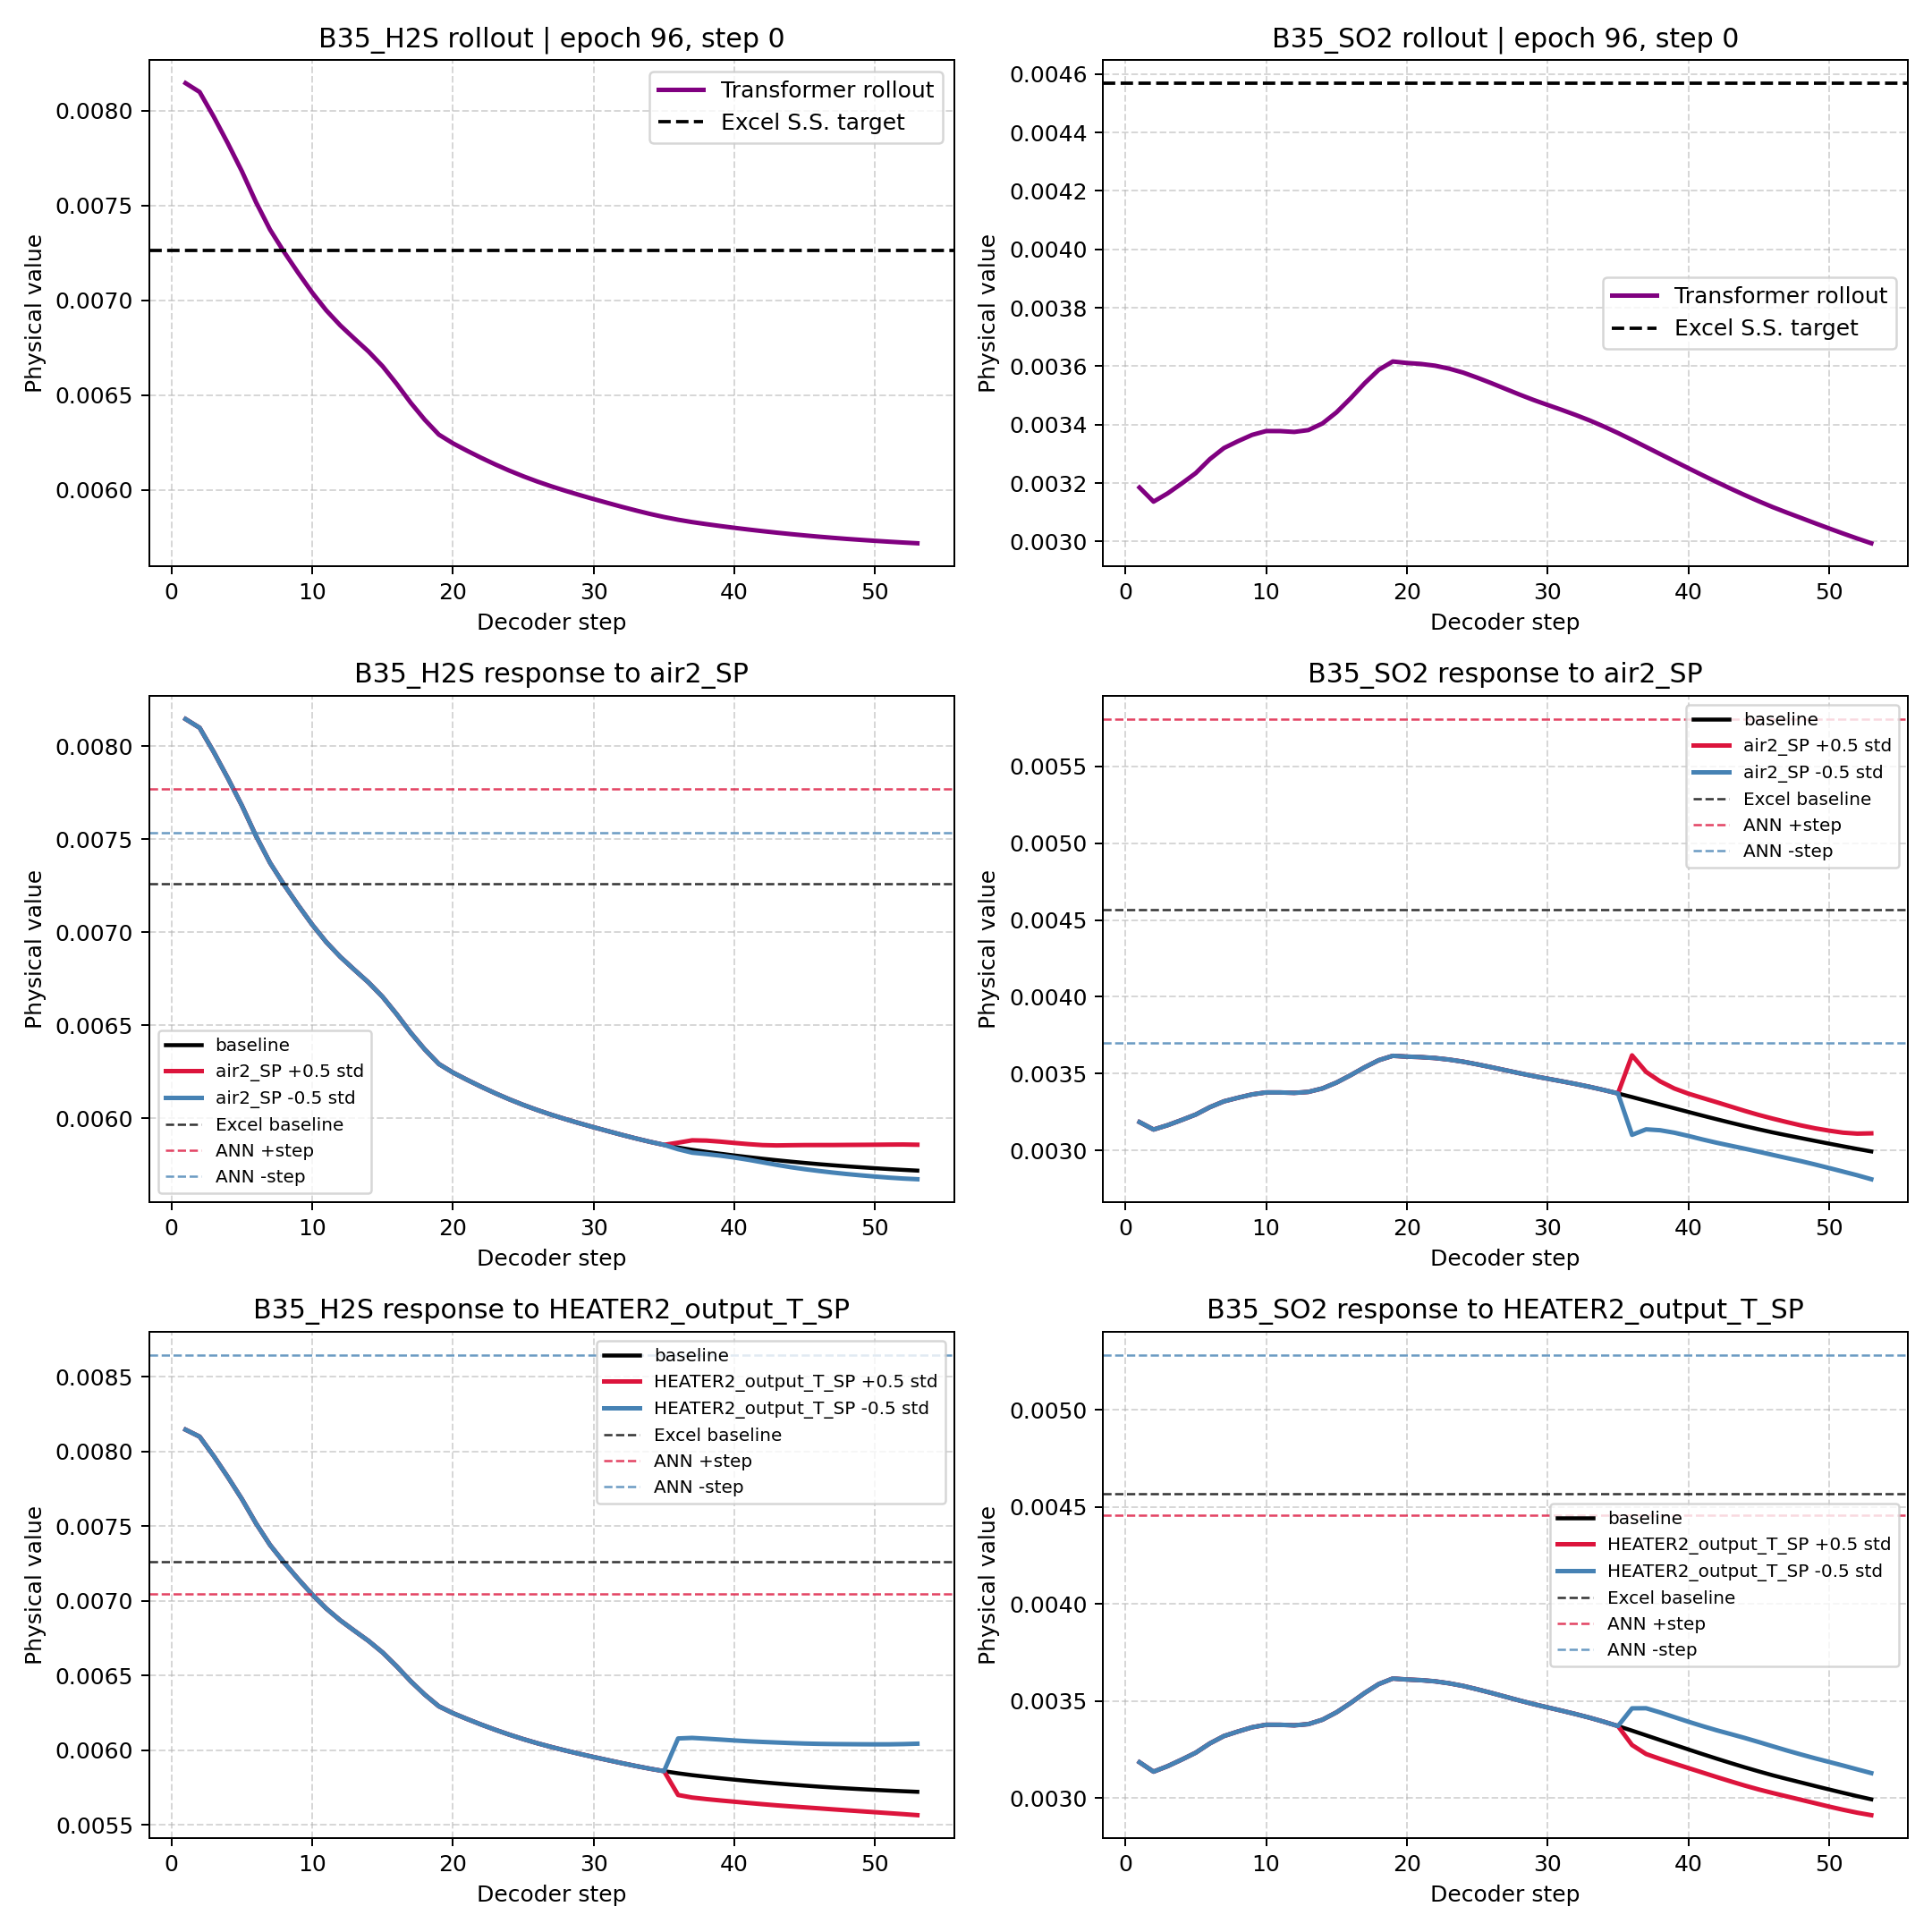 B35_H2S rollout | epoch 96, step 0
Physical value
0.0080
0.0075
0.0070
0.0065
0.0060
Transformer rollout
Excel S.S. target
0 10 20 30 40 50
Decoder step
B35_SO2 rollout | epoch 96, step 0
Physical value
0.0046
0.0044
0.0042
0.0040
0.0038
0.0036
0.0034
0.0032
0.0030
Transformer rollout
Excel S.S. target
0 10 20 30 40 50
Decoder step
B35_H2S response to air2_SP
Physical value
0.0080
0.0075
0.0070
0.0065
0.0060
baseline
air2_SP +0.5 std
air2_SP -0.5 std
Excel baseline
ANN +step
ANN -step
0 10 20 30 40 50
Decoder step
B35_SO2 response to air2_SP
Physical value
0.0055
0.0050
0.0045
0.0040
0.0035
0.0030
baseline
air2_SP +0.5 std
air2_SP -0.5 std
Excel baseline
ANN +step
ANN -step
0 10 20 30 40 50
Decoder step
B35_H2S response to HEATER2_output_T_SP
Physical value
0.0085
0.0080
0.0075
0.0070
0.0065
0.0060
0.0055
baseline
HEATER2_output_T_SP +0.5 std
HEATER2_output_T_SP -0.5 std
Excel baseline
ANN +step
ANN -step
0 10 20 30 40 50
Decoder step
B35_SO2 response to HEATER2_output_T_SP
Physical value
0.0050
0.0045
0.0040
0.0035
0.0030
baseline
HEATER2_output_T_SP +0.5 std
HEATER2_output_T_SP -0.5 std
Excel baseline
ANN +step
ANN -step
0 10 20 30 40 50
Decoder step